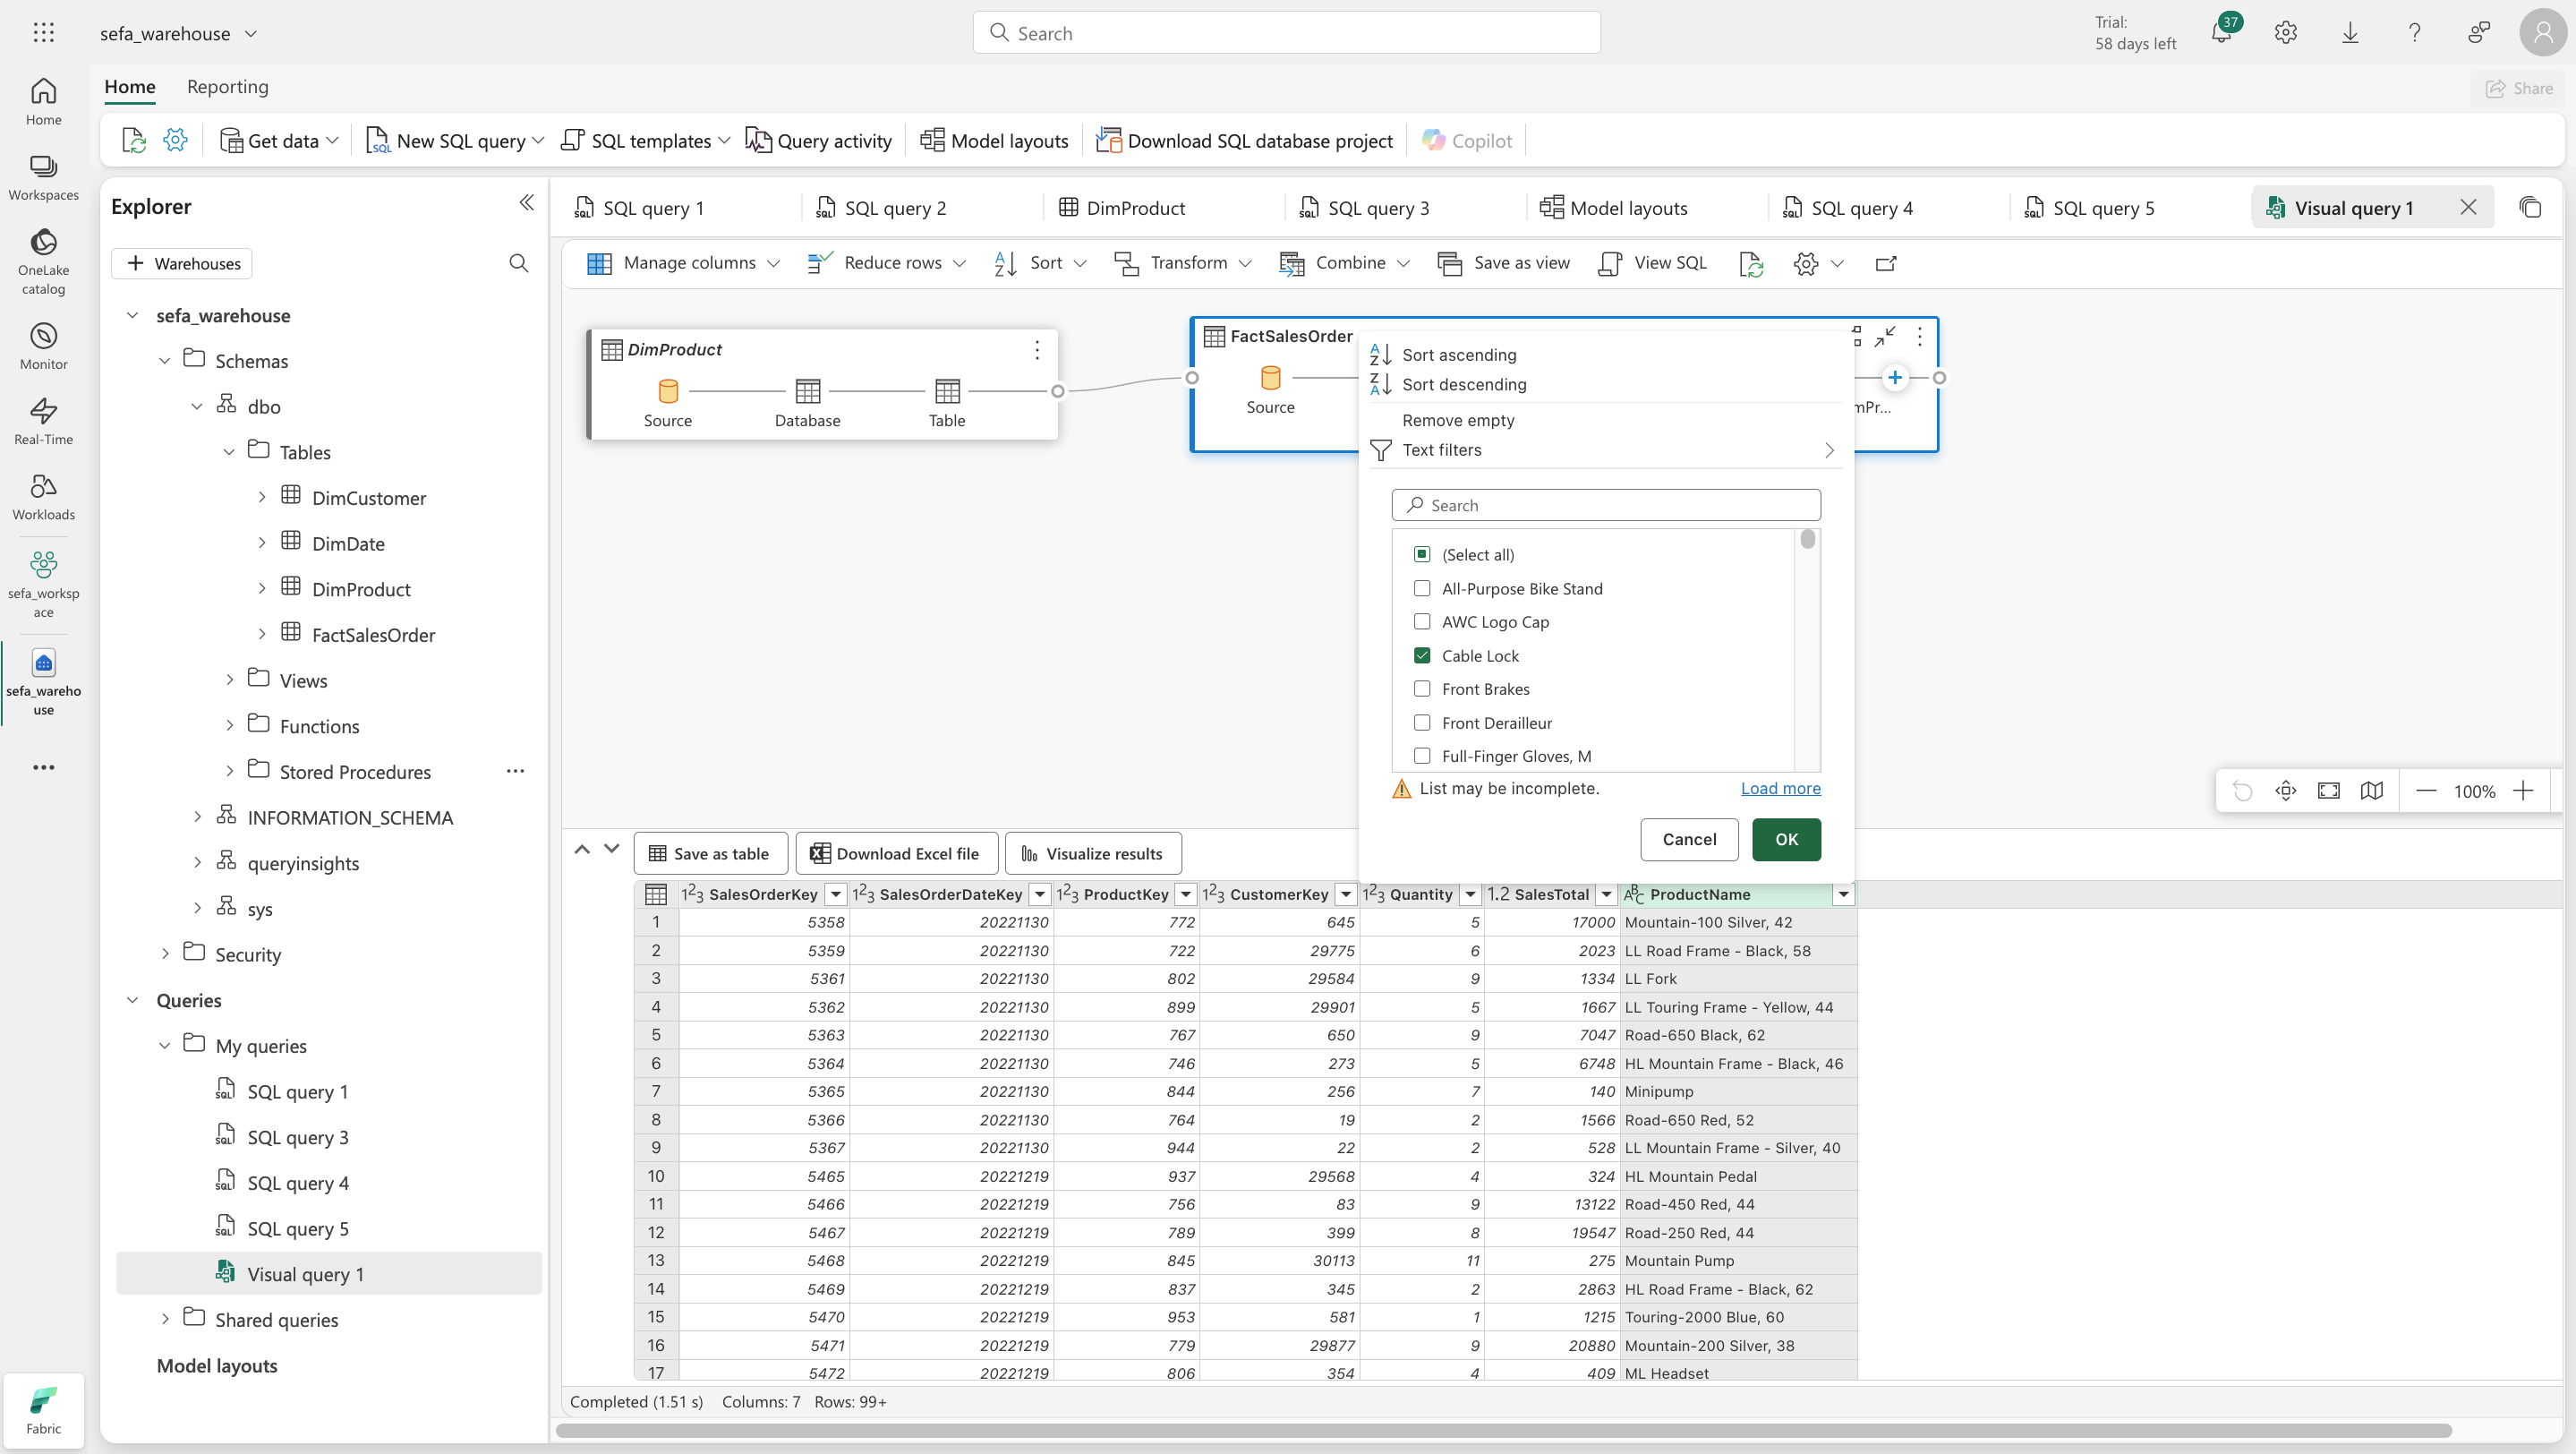 sefa_warehouse
Search
Trial:
58 days left
37
Home
Reporting
Share
Get data
New SQL query
SQL templates
Query activity
Model layouts
Download SQL database project
Copilot
Home
Workspaces
OneLake
catalog
Monitor
Real-Time
Workloads
sefa_worksp
ace
sefa_wareho
use
Fabric
Explorer
Warehouses
sefa_warehouse
Schemas
dbo
Tables
DimCustomer
DimDate
DimProduct
FactSalesOrder
Views
Functions
Stored Procedures
INFORMATION_SCHEMA
queryinsights
sys
Security
Queries
My queries
SQL query 1
SQL query 3
SQL query 4
SQL query 5
Visual query 1
Shared queries
Model layouts
SQL query 1
SQL query 2
DimProduct
SQL query 3
Model layouts
SQL query 4
SQL query 5
Visual query 1
Manage columns
Reduce rows
Sort
Transform
Combine
Save as view
View SQL
DimProduct
Source
Database
Table
FactSalesOrder
Source
mPr...
Sort ascending
Sort descending
Remove empty
Text filters
Search
(Select all)
All-Purpose Bike Stand
AWC Logo Cap
Cable Lock
Front Brakes
Front Derailleur
Full-Finger Gloves, M
List may be incomplete.
Load more
Cancel
OK
100%
Save as table
Download Excel file
Visualize results
123 SalesOrderKey 123 SalesOrderDateKey 123 ProductKey 123 CustomerKey 123 Quantity 1.2 SalesTotal ABC ProductName
1 5358 20221130 772 645 5 17000 Mountain-100 Silver, 42
2 5359 20221130 722 29775 6 2023 LL Road Frame - Black, 58
3 5361 20221130 802 29584 9 1334 LL Fork
4 5362 20221130 899 29901 5 1667 LL Touring Frame - Yellow, 44
5 5363 20221130 767 650 9 7047 Road-650 Black, 62
6 5364 20221130 746 273 5 6748 HL Mountain Frame - Black, 46
7 5365 20221130 844 256 7 140 Minipump
8 5366 20221130 764 19 2 1566 Road-650 Red, 52
9 5367 20221130 944 22 2 528 LL Mountain Frame - Silver, 40
10 5465 20221219 937 29568 4 324 HL Mountain Pedal
11 5466 20221219 756 83 9 13122 Road-450 Red, 44
12 5467 20221219 789 399 8 19547 Road-250 Red, 44
13 5468 20221219 845 30113 11 275 Mountain Pump
14 5469 20221219 837 345 2 2863 HL Road Frame - Black, 62
15 5470 20221219 953 581 1 1215 Touring-2000 Blue, 60
16 5471 20221219 779 29877 9 20880 Mountain-200 Silver, 38
17 5472 20221219 806 354 4 409 ML Headset
Completed (1.51 s) Columns: 7 Rows: 99+